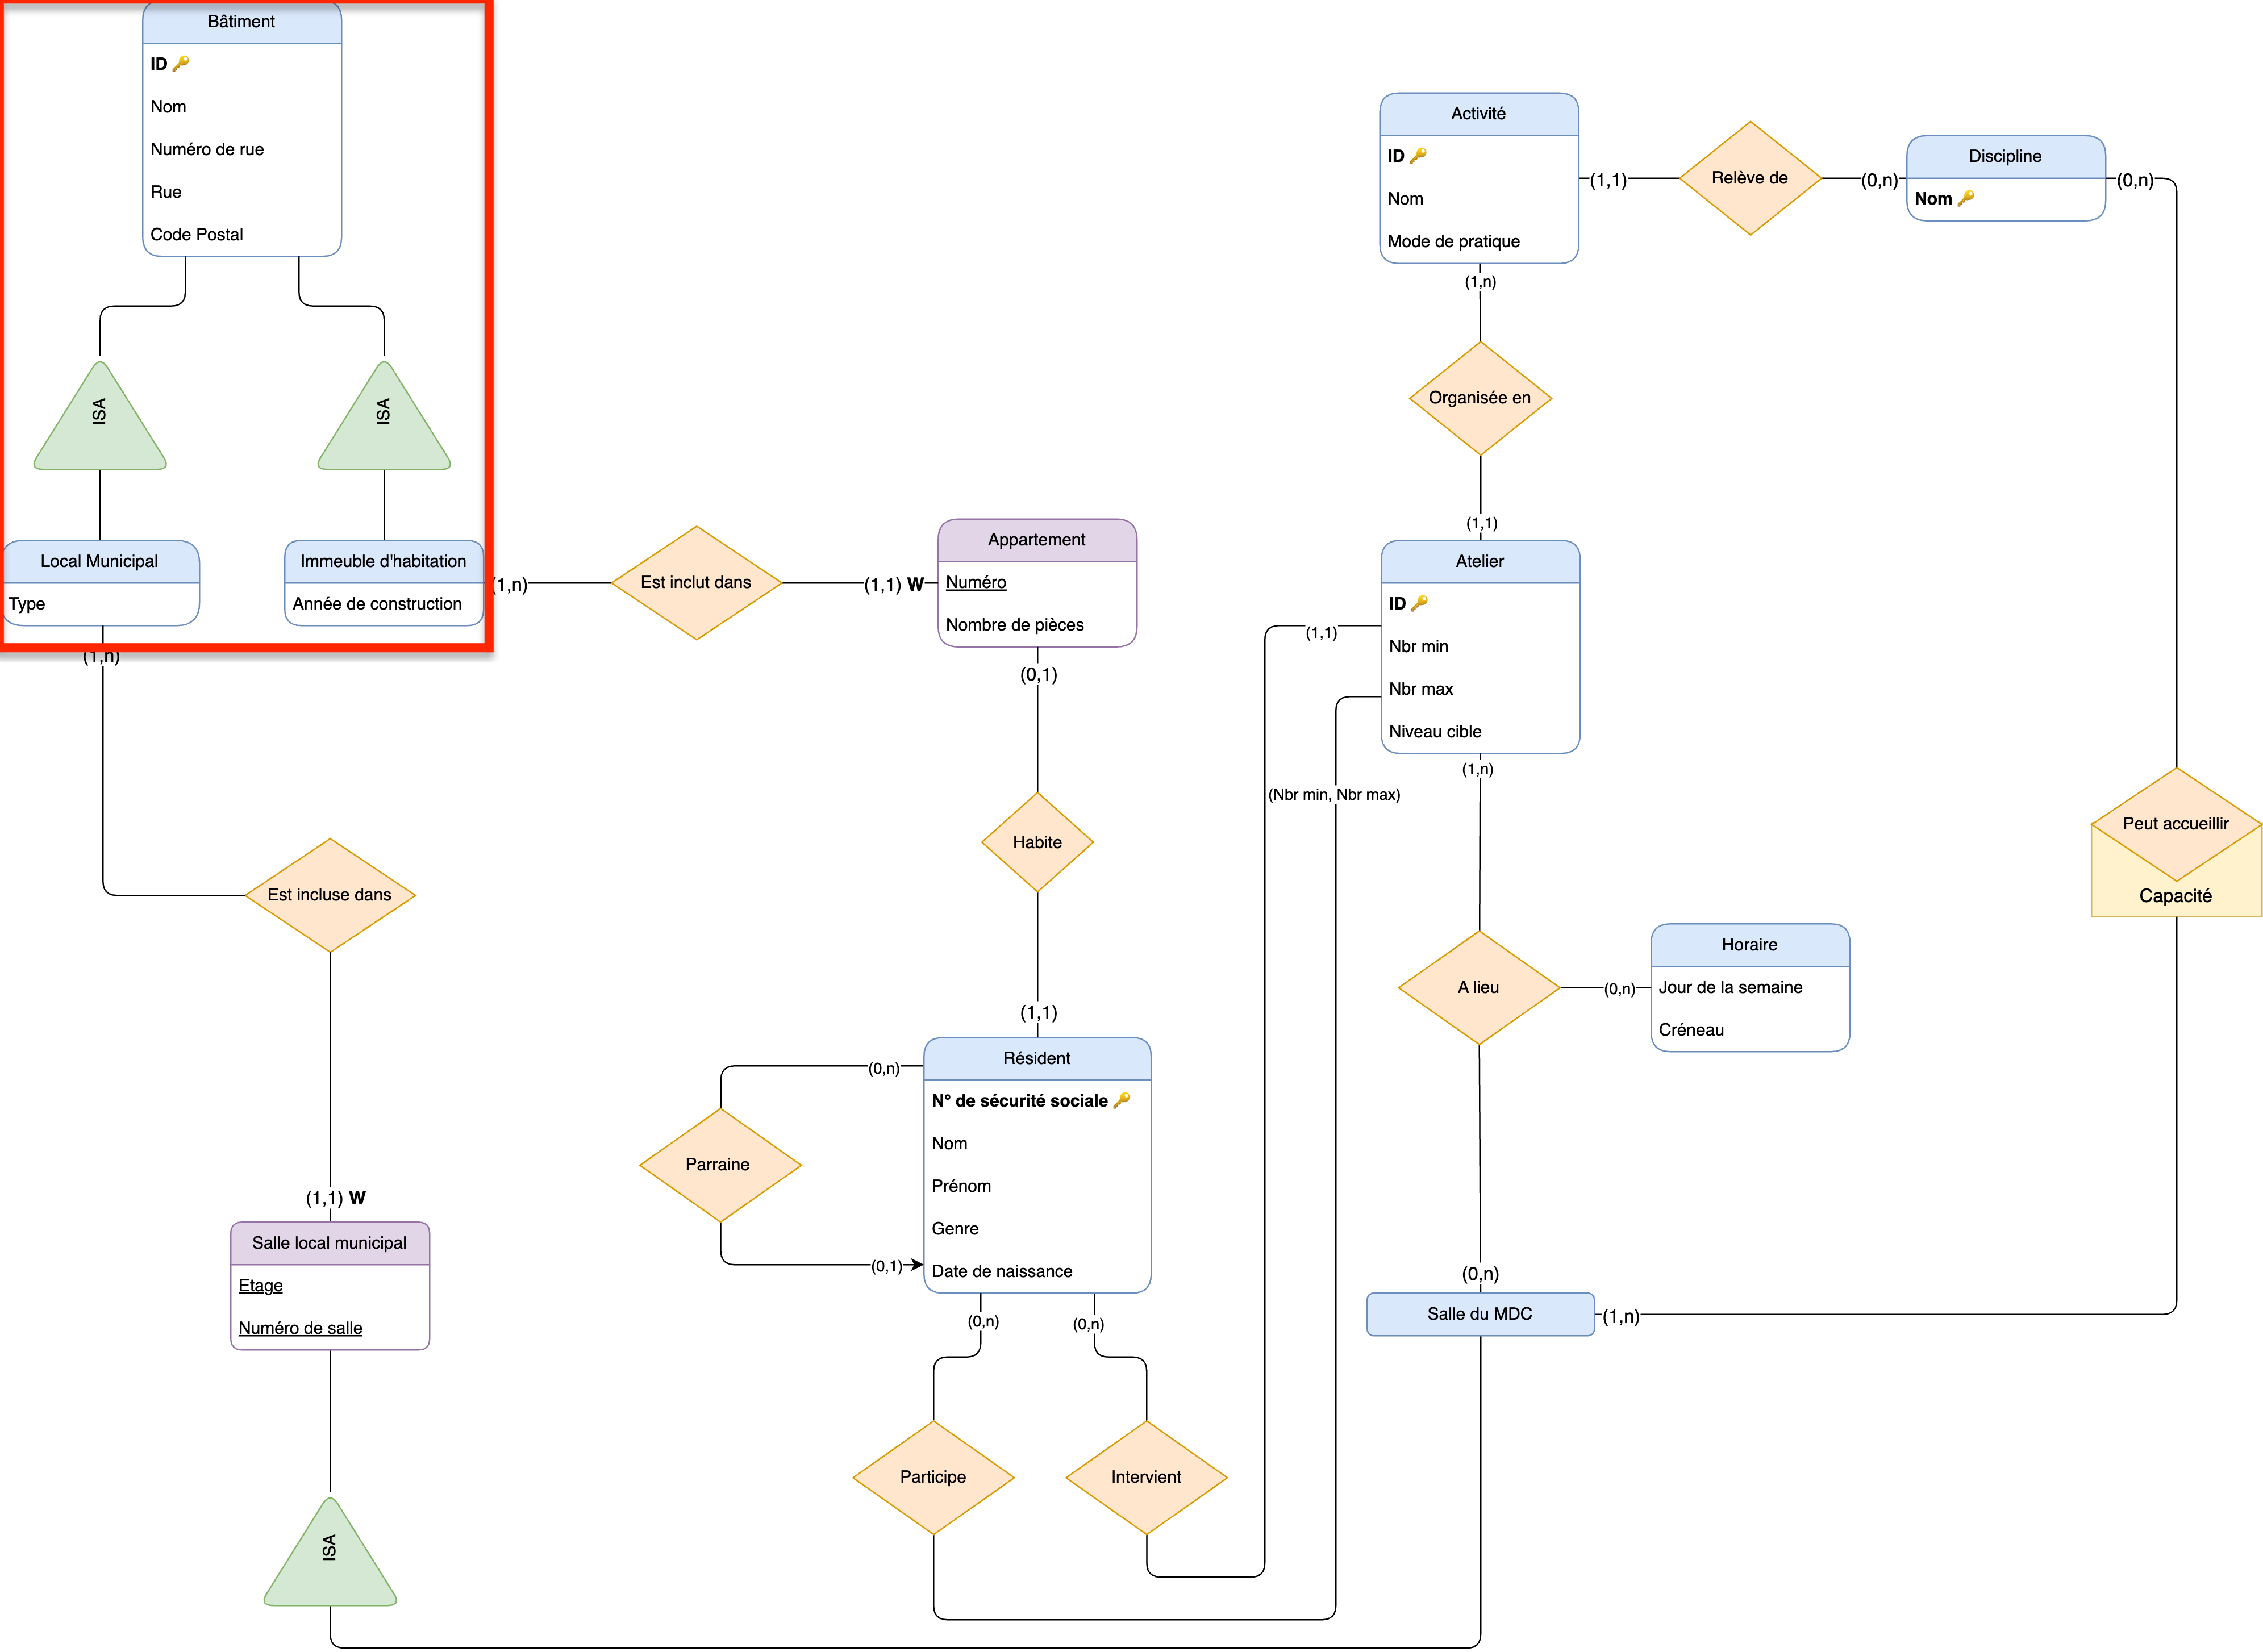 Bâtiment
ID
Nom
Numéro de rue
Rue
Code Postal
ISA
ISA
Local Municipal
Type
Immeuble d'habitation
Année de construction
(1,n)
Est inclut dans
(1,1) W
Appartement
Numéro
Nombre de pièces
(1,n)
Est incluse dans
(1,1) W
Salle local municipal
Etage
Numéro de salle
ISA
(0,1)
Habite
(1,1)
Résident
N° de sécurité sociale
Nom
Prénom
Genre
Date de naissance
(0,n)
Parraine
(0,1)
(0,n)
(0,n)
Participe
Intervient
Activité
ID
Nom
Mode de pratique
(1,1)
Relève de
(0,n)
Discipline
Nom
(0,n)
(1,n)
Organisée en
(1,1)
Atelier
ID
Nbr min
Nbr max
Niveau cible
(1,1)
(Nbr min, Nbr max)
(1,n)
A lieu
(0,n)
Horaire
Jour de la semaine
Créneau
Peut accueillir
Capacité
(0,n)
Salle du MDC
(1,n)